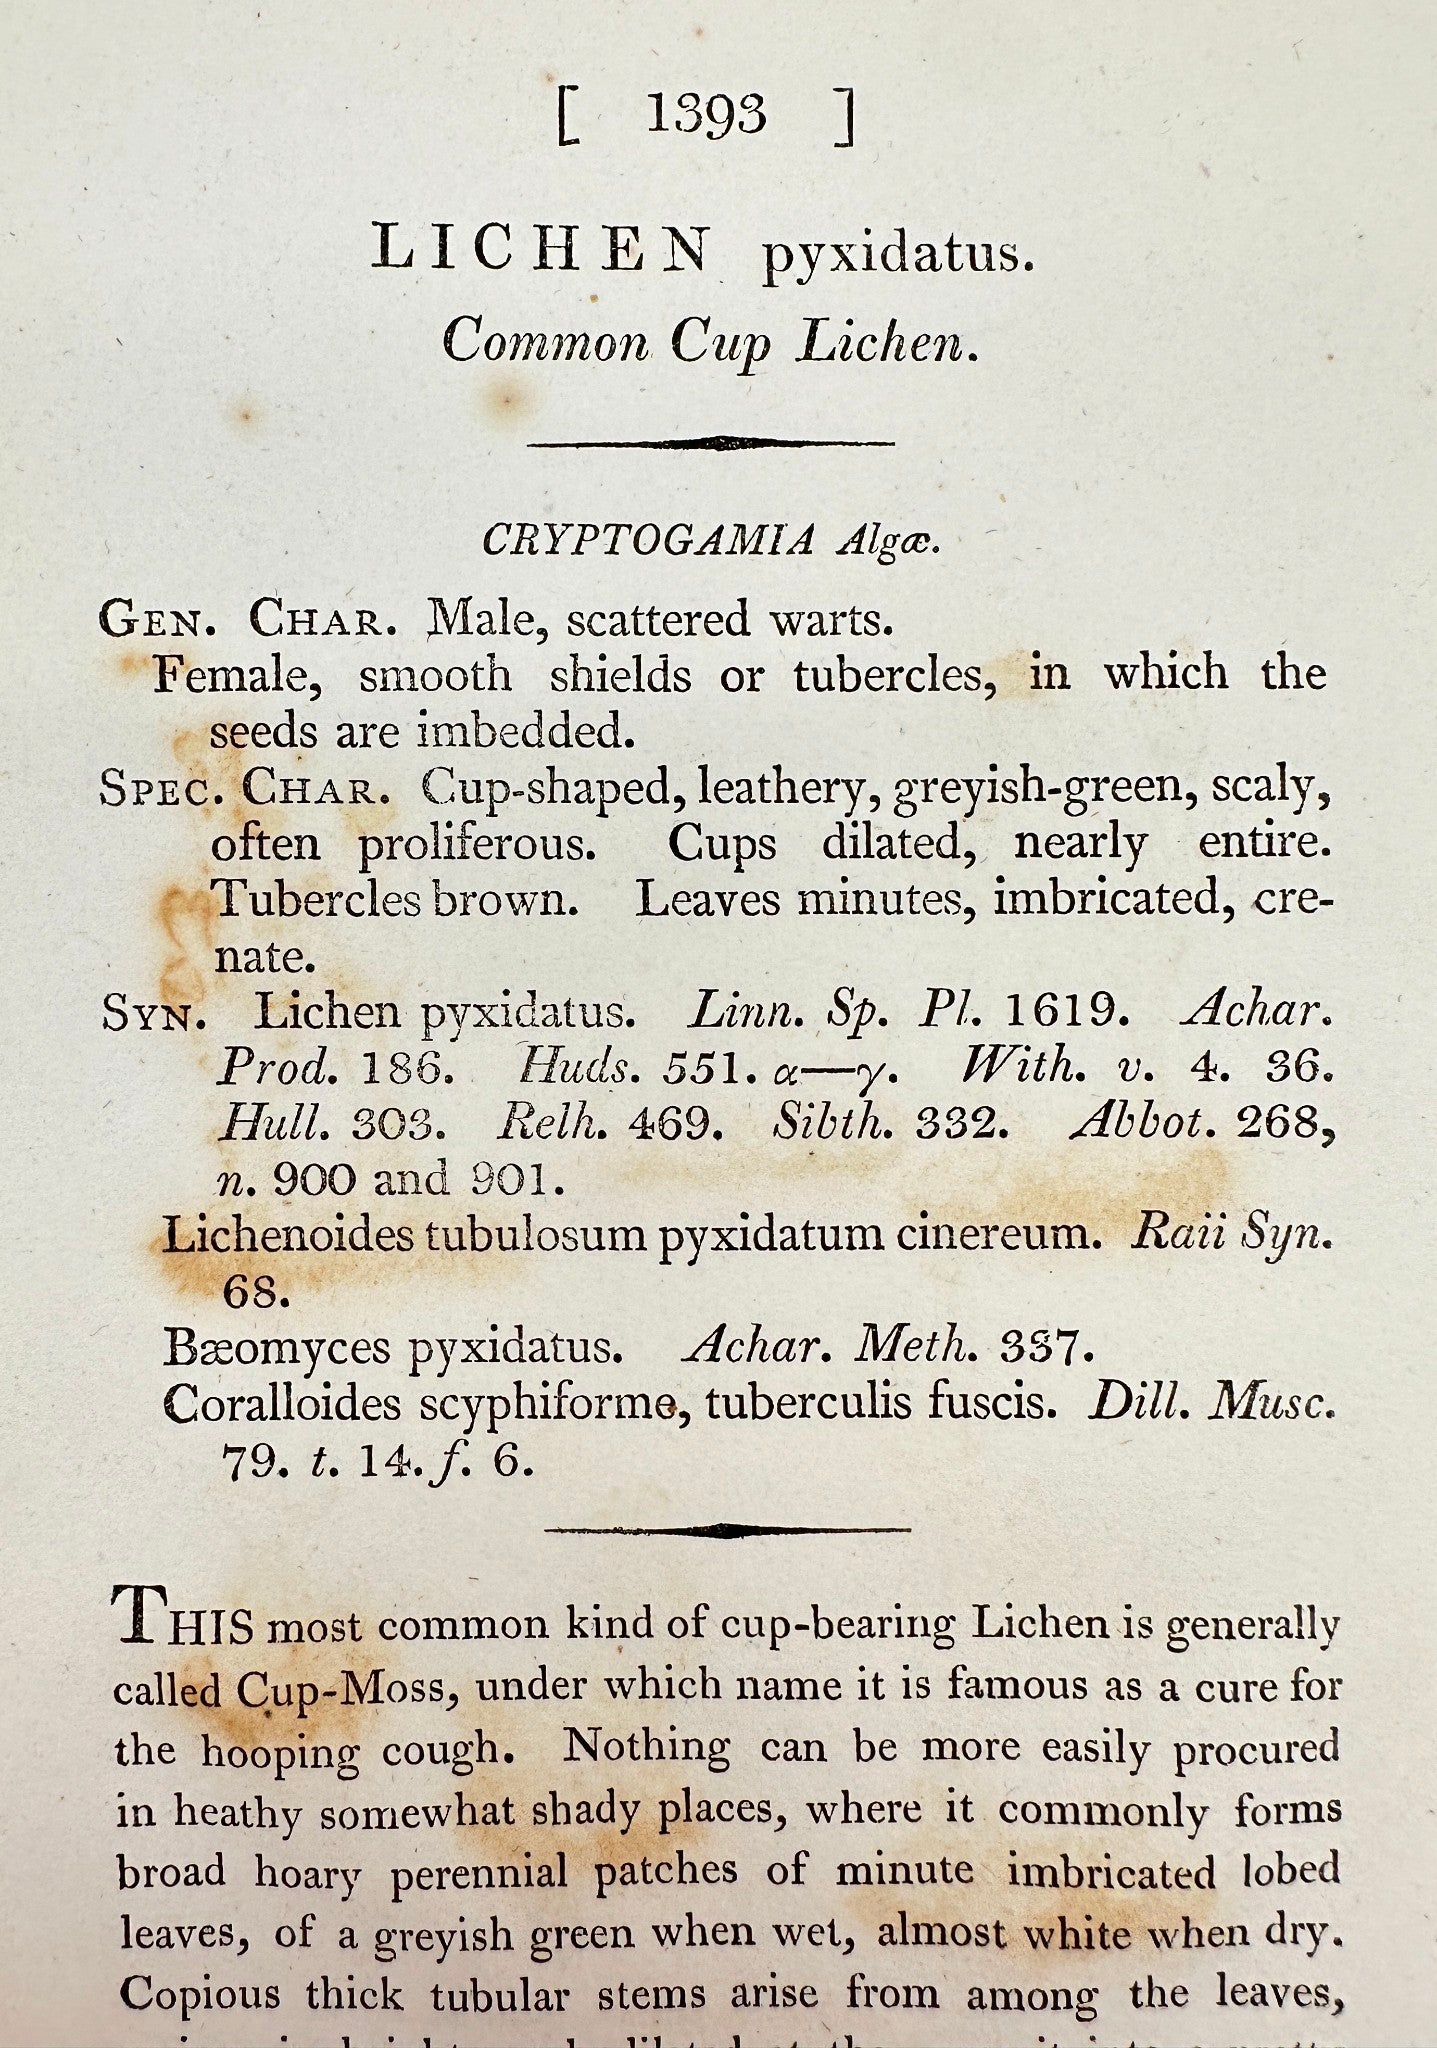 [ 1393 ]
LICHEN pyxidatus.
Common Cup Lichen.
CRYPTOGAMIA Algæ.
GEN. CHAR. Male, scattered warts.
Female, smooth shields or tubercles, in which the
seeds are imbedded.
SPEC. CHAR. Cup-shaped, leathery, greyish-green, scaly,
often proliferous. Cups dilated, nearly entire.
Tubercles brown. Leaves minutes, imbricated, cre-
nate.
SYN. Lichen pyxidatus. Linn. Sp. Pl. 1619. Achar.
Prod. 186. Huds. 551. α—γ. With. v. 4. 36.
Hull. 303. Relh. 469. Sibth. 332. Abbot. 268,
n. 900 and 901.
Lichenoides tubulosum pyxidatum cinereum. Raii Syn.
68.
Bæomyces pyxidatus. Achar. Meth. 337.
Coralloides scyphiforme, tuberculis fuscis. Dill. Musc.
79. t. 14. f. 6.
THIS most common kind of cup-bearing Lichen is generally
called Cup-Moss, under which name it is famous as a cure for
the hooping cough. Nothing can be more easily procured
in heathy somewhat shady places, where it commonly forms
broad hoary perennial patches of minute imbricated lobed
leaves, of a greyish green when wet, almost white when dry.
Copious thick tubular stems arise from among the leaves,